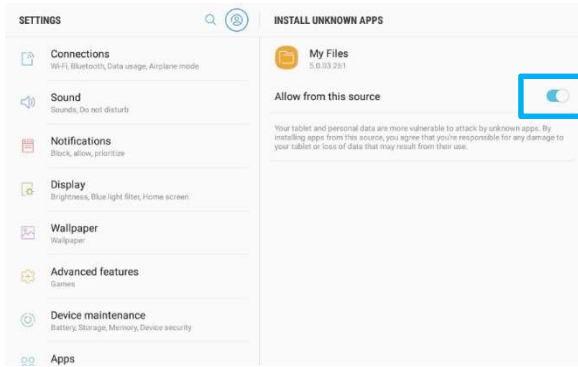 SETTINGS
Connections
Wi-Fi, Bluetooth, Data usage, Airplane mode
Sound
Sounds, Do not disturb
Notifications
Block, allow, prioritize
Display
Brightness, Blue light filter, Home screen
Wallpaper
Wallpaper
Advanced features
Games
Device maintenance
Battery, Storage, Memory, Device security
Apps
INSTALL UNKNOWN APPS
My Files
5.0.03.261
Allow from this source
Your tablet and personal data are more vulnerable to attack by unknown apps. By
installing apps from this source, you agree that you're responsible for any damage to
your tablet or loss of data that may result from their use.